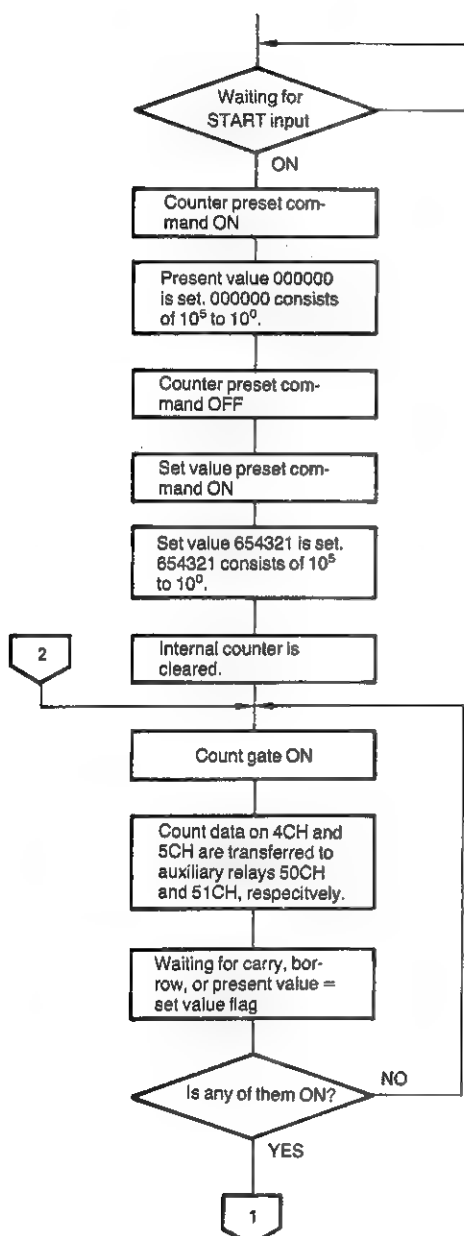 Waiting for
START input
ON
Counter preset com-
mand ON
Present value 000000
is set. 000000 consists
of 10⁵ to 10⁰.
Counter preset com-
mand OFF
Set value preset command
ON
Set value 654321 is set.
654321 consists of 10⁵
to 10⁰.
2
Internal counter is
cleared.
Count gate ON
Count data on 4CH and
5CH are transferred to
auxiliary relays 50CH
and 51CH, respecitvely.
Waiting for carry, bor-
row, or present value =
set value flag
Is any of them ON?
NO
YES
1